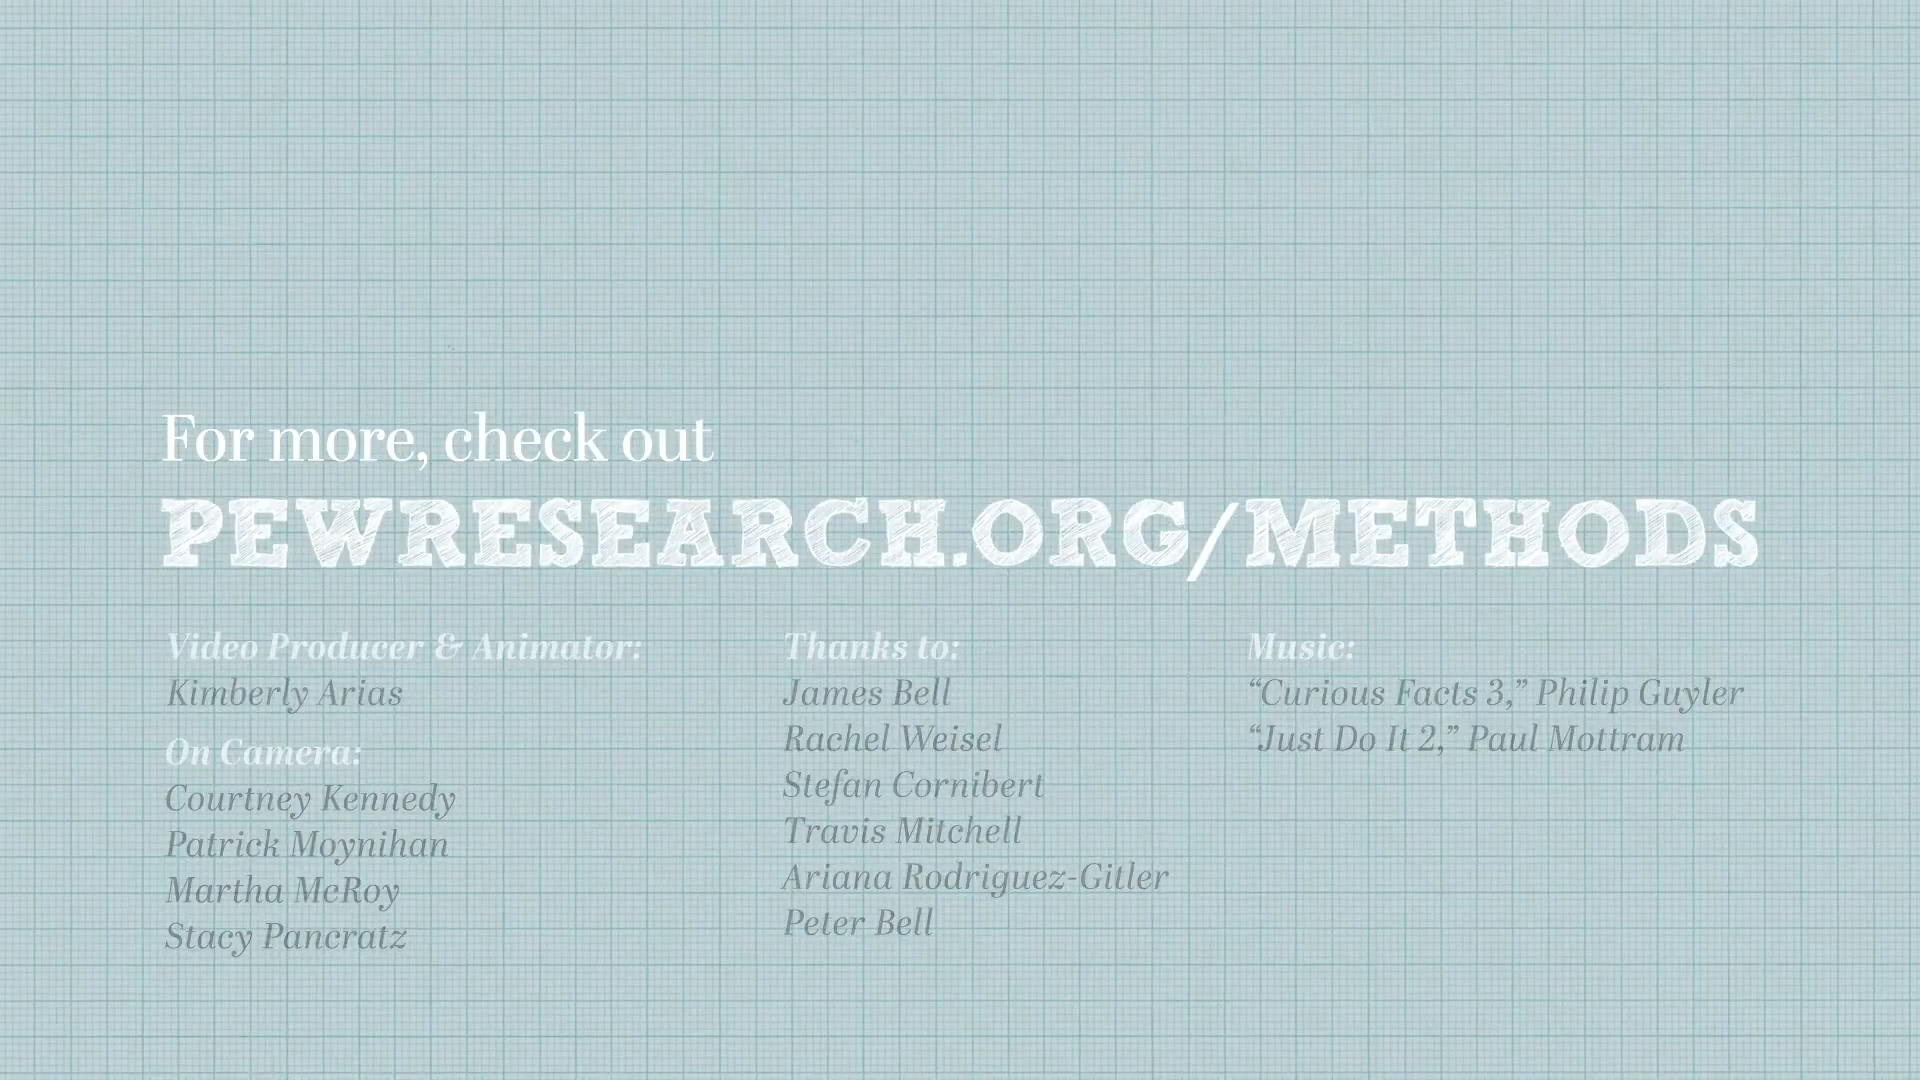 For more, check out
PEWRESEARCH.ORG/METHODS
Video Producer & Animator:
Kimberly Arias
On Camera:
Courtney Kennedy
Patrick Moynihan
Martha McRoy
Stacy Pancratz
Thanks to:
James Bell
Rachel Weisel
Stefan Cornibert
Travis Mitchell
Ariana Rodriguez-Gitler
Peter Bell
Music:
“Curious Facts 3,” Philip Guyler
“Just Do It 2,” Paul Mottram